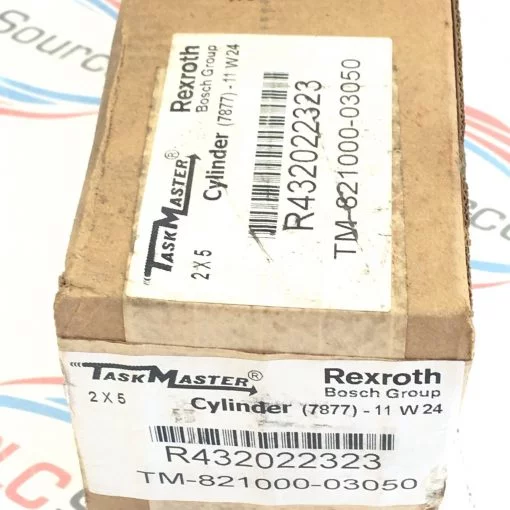 "TASKMASTER®
Rexroth
Bosch Group
2 X 5
Cylinder (7877) - 11 W 24
R432022323
TM-821000-03050
"TASKMASTER®
Rexroth
Bosch Group
2 X 5
Cylinder (7877) - 11 W 24
R432022323
TM-821000-03050
Source